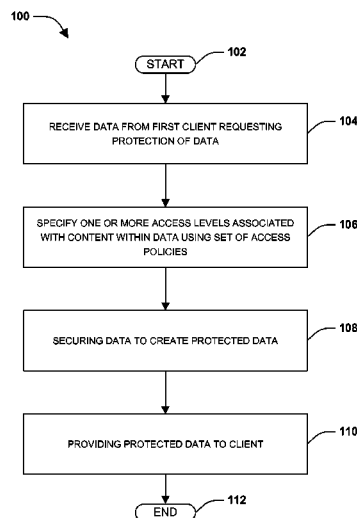 100
102
START
104
RECEIVE DATA FROM FIRST CLIENT REQUESTING
PROTECTION OF DATA
106
SPECIFY ONE OR MORE ACCESS LEVELS ASSOCIATED
WITH CONTENT WITHIN DATA USING SET OF ACCESS
POLICIES
108
SECURING DATA TO CREATE PROTECTED DATA
110
PROVIDING PROTECTED DATA TO CLIENT
END
112